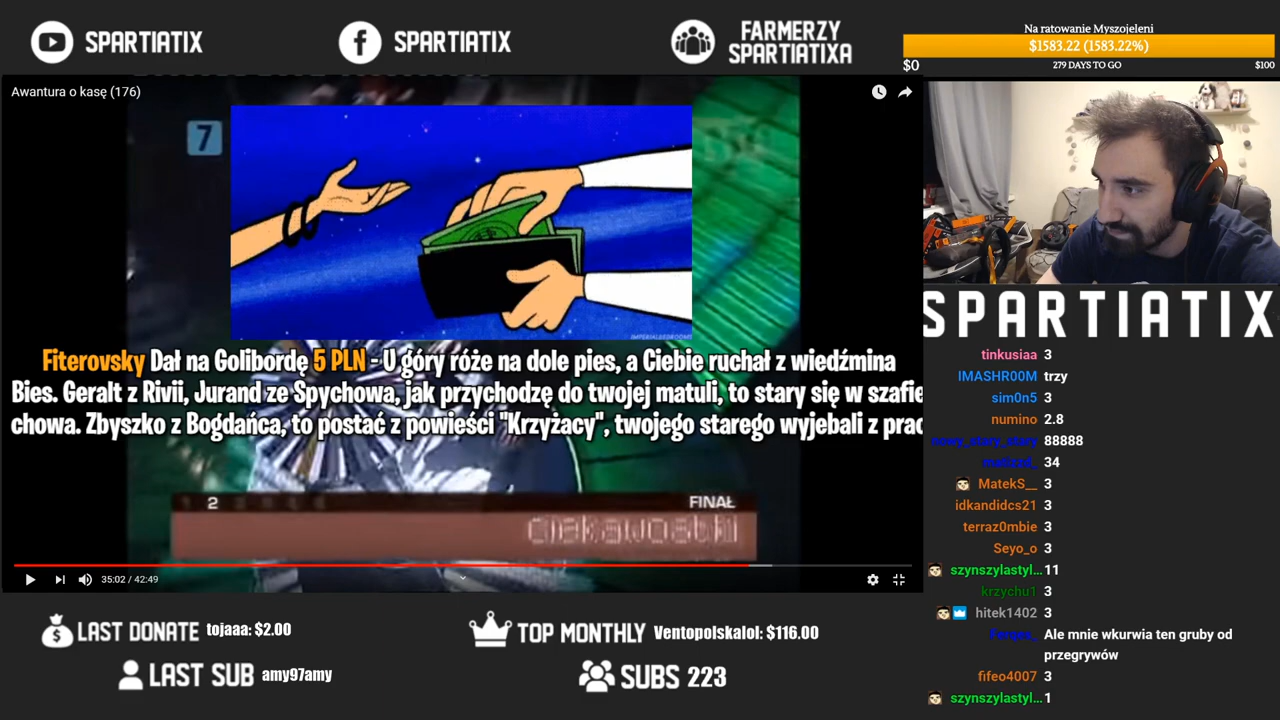 SPARTIATIX
SPARTIATIX
FARMERZY
SPARTIATIXA
Na ratowanie Myszojeleni
$1583.22 (1583.22%)
$0
279 DAYS TO GO
$100
Awantura o kasę (176)
7
Fiterovsky Dał na Golibordę 5 PLN - U góry róże na dole pies, a Ciebie ruchał z wiedźmina
Bies. Geralt z Rivii, Jurand ze Spychowa, jak przychodzę do twojej matuli, to stary się w szafie
chowa. Zbyszko z Bogdańca, to postać z powieści "Krzyżacy", twojego starego wyjebali z prac
2
FINAŁ
ciekawostki
35:02 / 42:49
SPARTIATIX
tinkusiaa 3
IMASHR00M trzy
sim0n5 3
numino 2.8
nowy_stary_stary 88888
34
MatekS__ 3
idkandidcs21 3
terraz0mbie 3
Seyo_o 3
szynszylastyl... 11
krzychu1 3
hitek1402 3
Ale mnie wkurwia ten gruby od
przegrywów
fifeo4007 3
szynszylastyl... 1
LAST DONATE tojaaa: $2.00
TOP MONTHLY Ventopolskalol: $116.00
LAST SUB amy97amy
SUBS 223